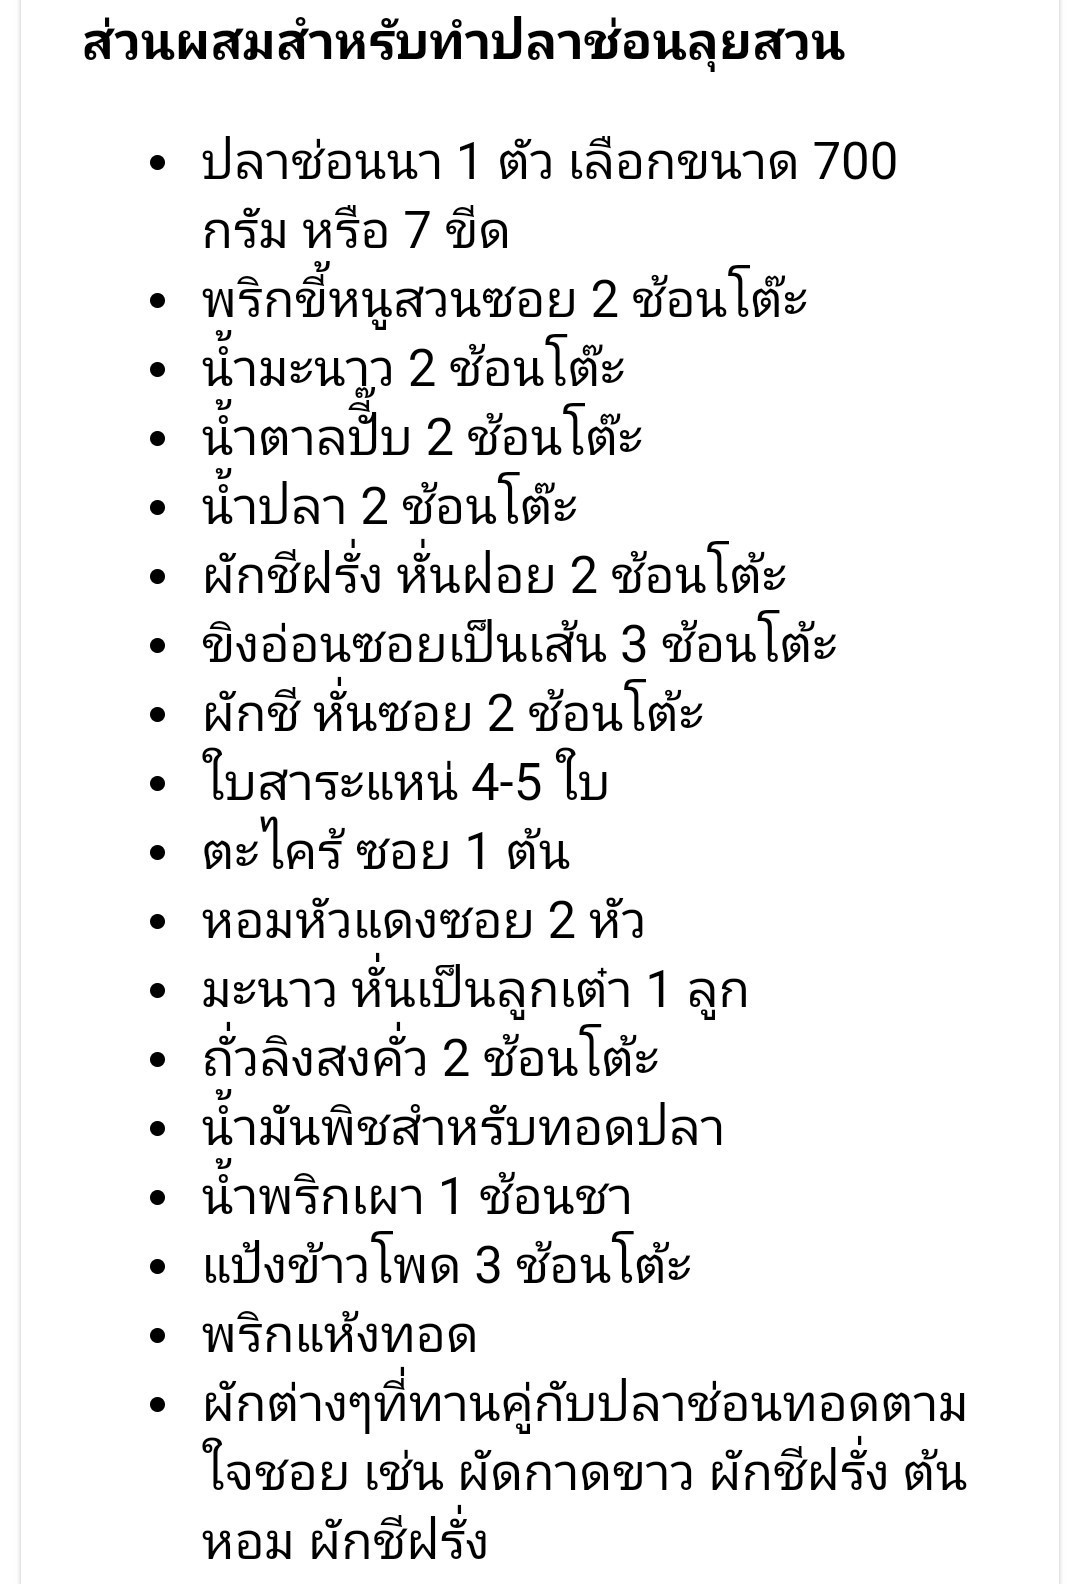 ส่วนผสมสำหรับทำปลาช่อนลุยสวน
• ปลาช่อนนา 1 ตัว เลือกขนาด 700
กรัม หรือ 7 ขีด
• พริกขี้หนูสวนซอย 2 ช้อนโต๊ะ
• น้ำมะนาว 2 ช้อนโต๊ะ
• น้ำตาลปี๊ป 2 ช้อนโต๊ะ
• น้ำปลา 2 ช้อนโต๊ะ
• ผักชีฝรั่ง หั่นฝอย 2 ช้อนโต้ะ
• ขิงอ่อนซอยเป็นเส้น 3 ช้อนโต้ะ
• ผักชี หั่นซอย 2 ช้อนโต้ะ
• ใบสาระแหน่ 4-5 ใบ
• ตะไคร้ ซอย 1 ต้น
• หอมหัวแดงซอย 2 หัว
• มะนาว หั่นเป็นลูกเต๋า 1 ลูก
• ถั่วลิงสงคั่ว 2 ช้อนโต้ะ
• น้ำมันพิชสำหรับทอดปลา
• น้ำพริกเผา 1 ช้อนชา
• แป้งข้าวโพด 3 ช้อนโต้ะ
• พริกแห้งทอด
• ผักต่างๆที่ทานคู่กับปลาช่อนทอดตาม
ใจชอย เช่น ผัดกาดขาว ผักชีฝรั่ง ต้น
หอม ผักชีฝรั่ง